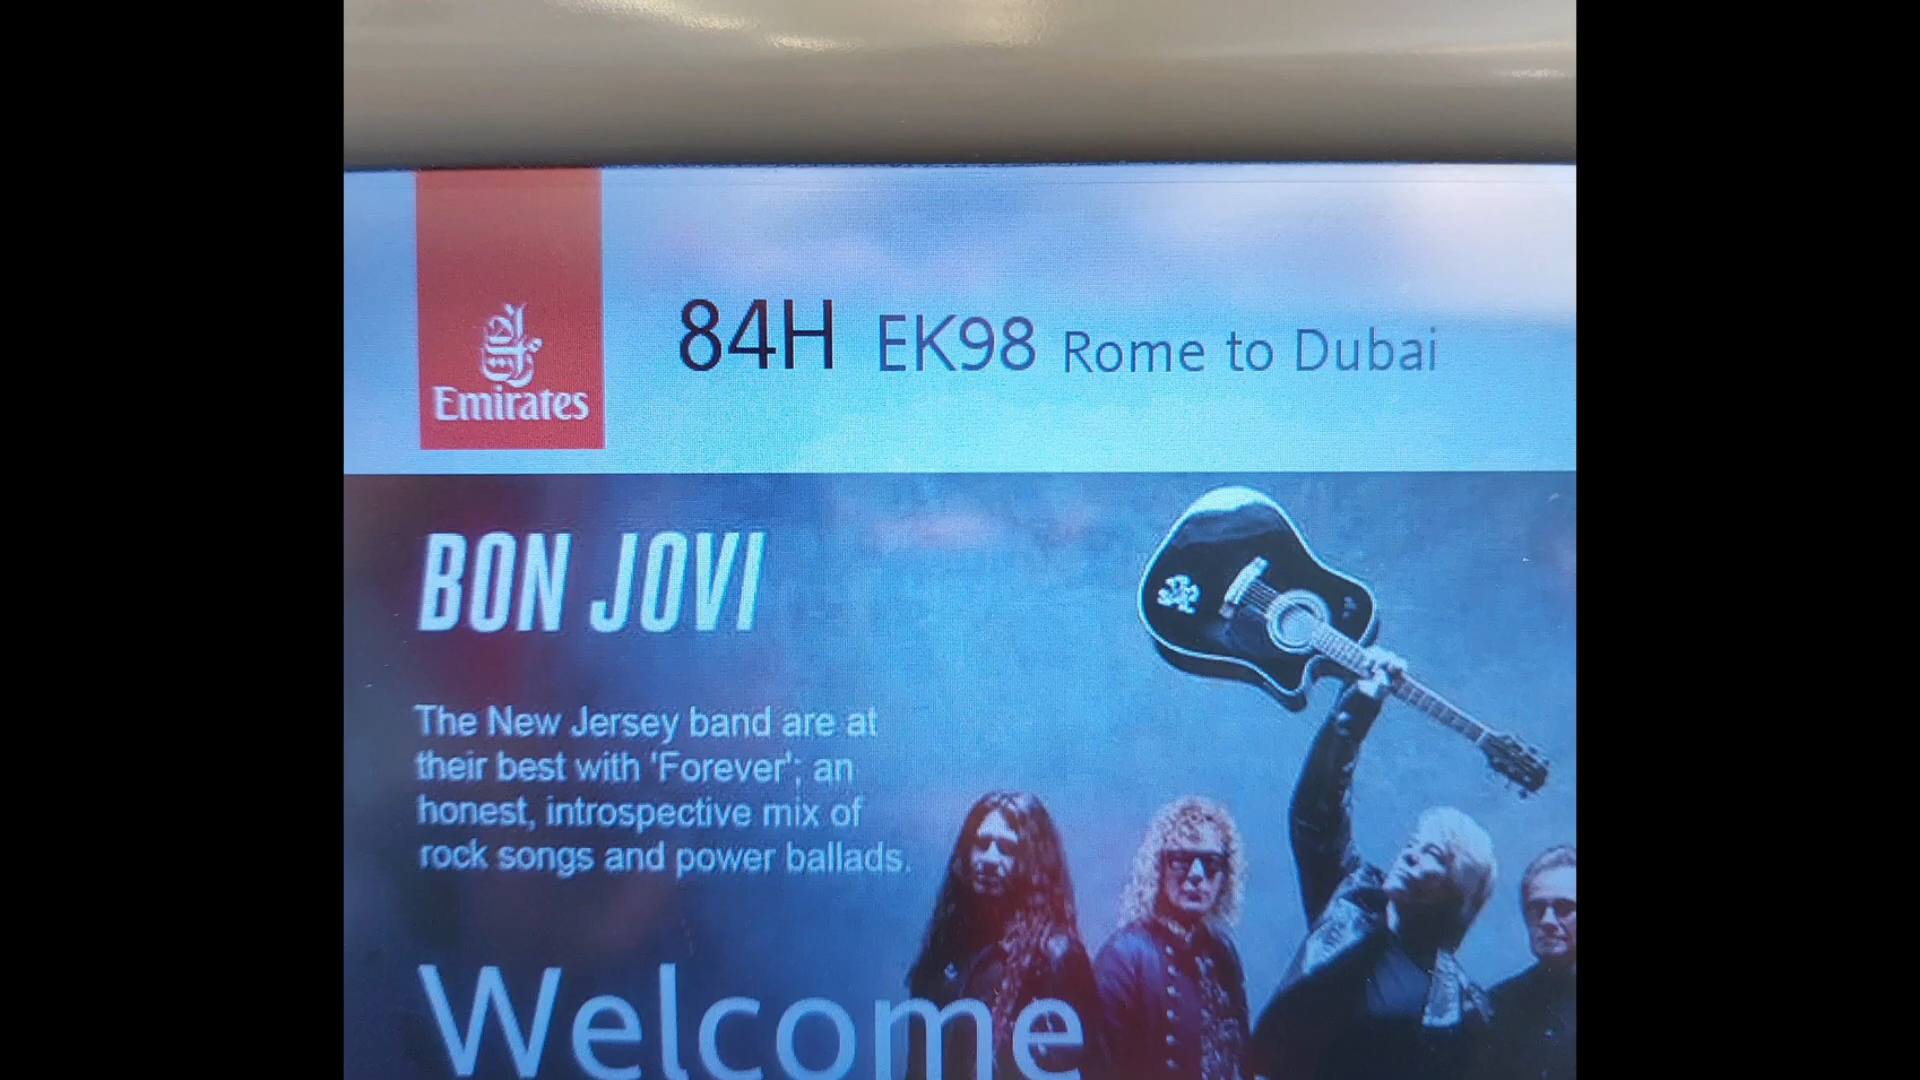 84H EK98 Rome to Dubai
Emirates
BON JOVI
The New Jersey band are at
their best with 'Forever'; an
honest, introspective mix of
rock songs and power ballads.
Welcome